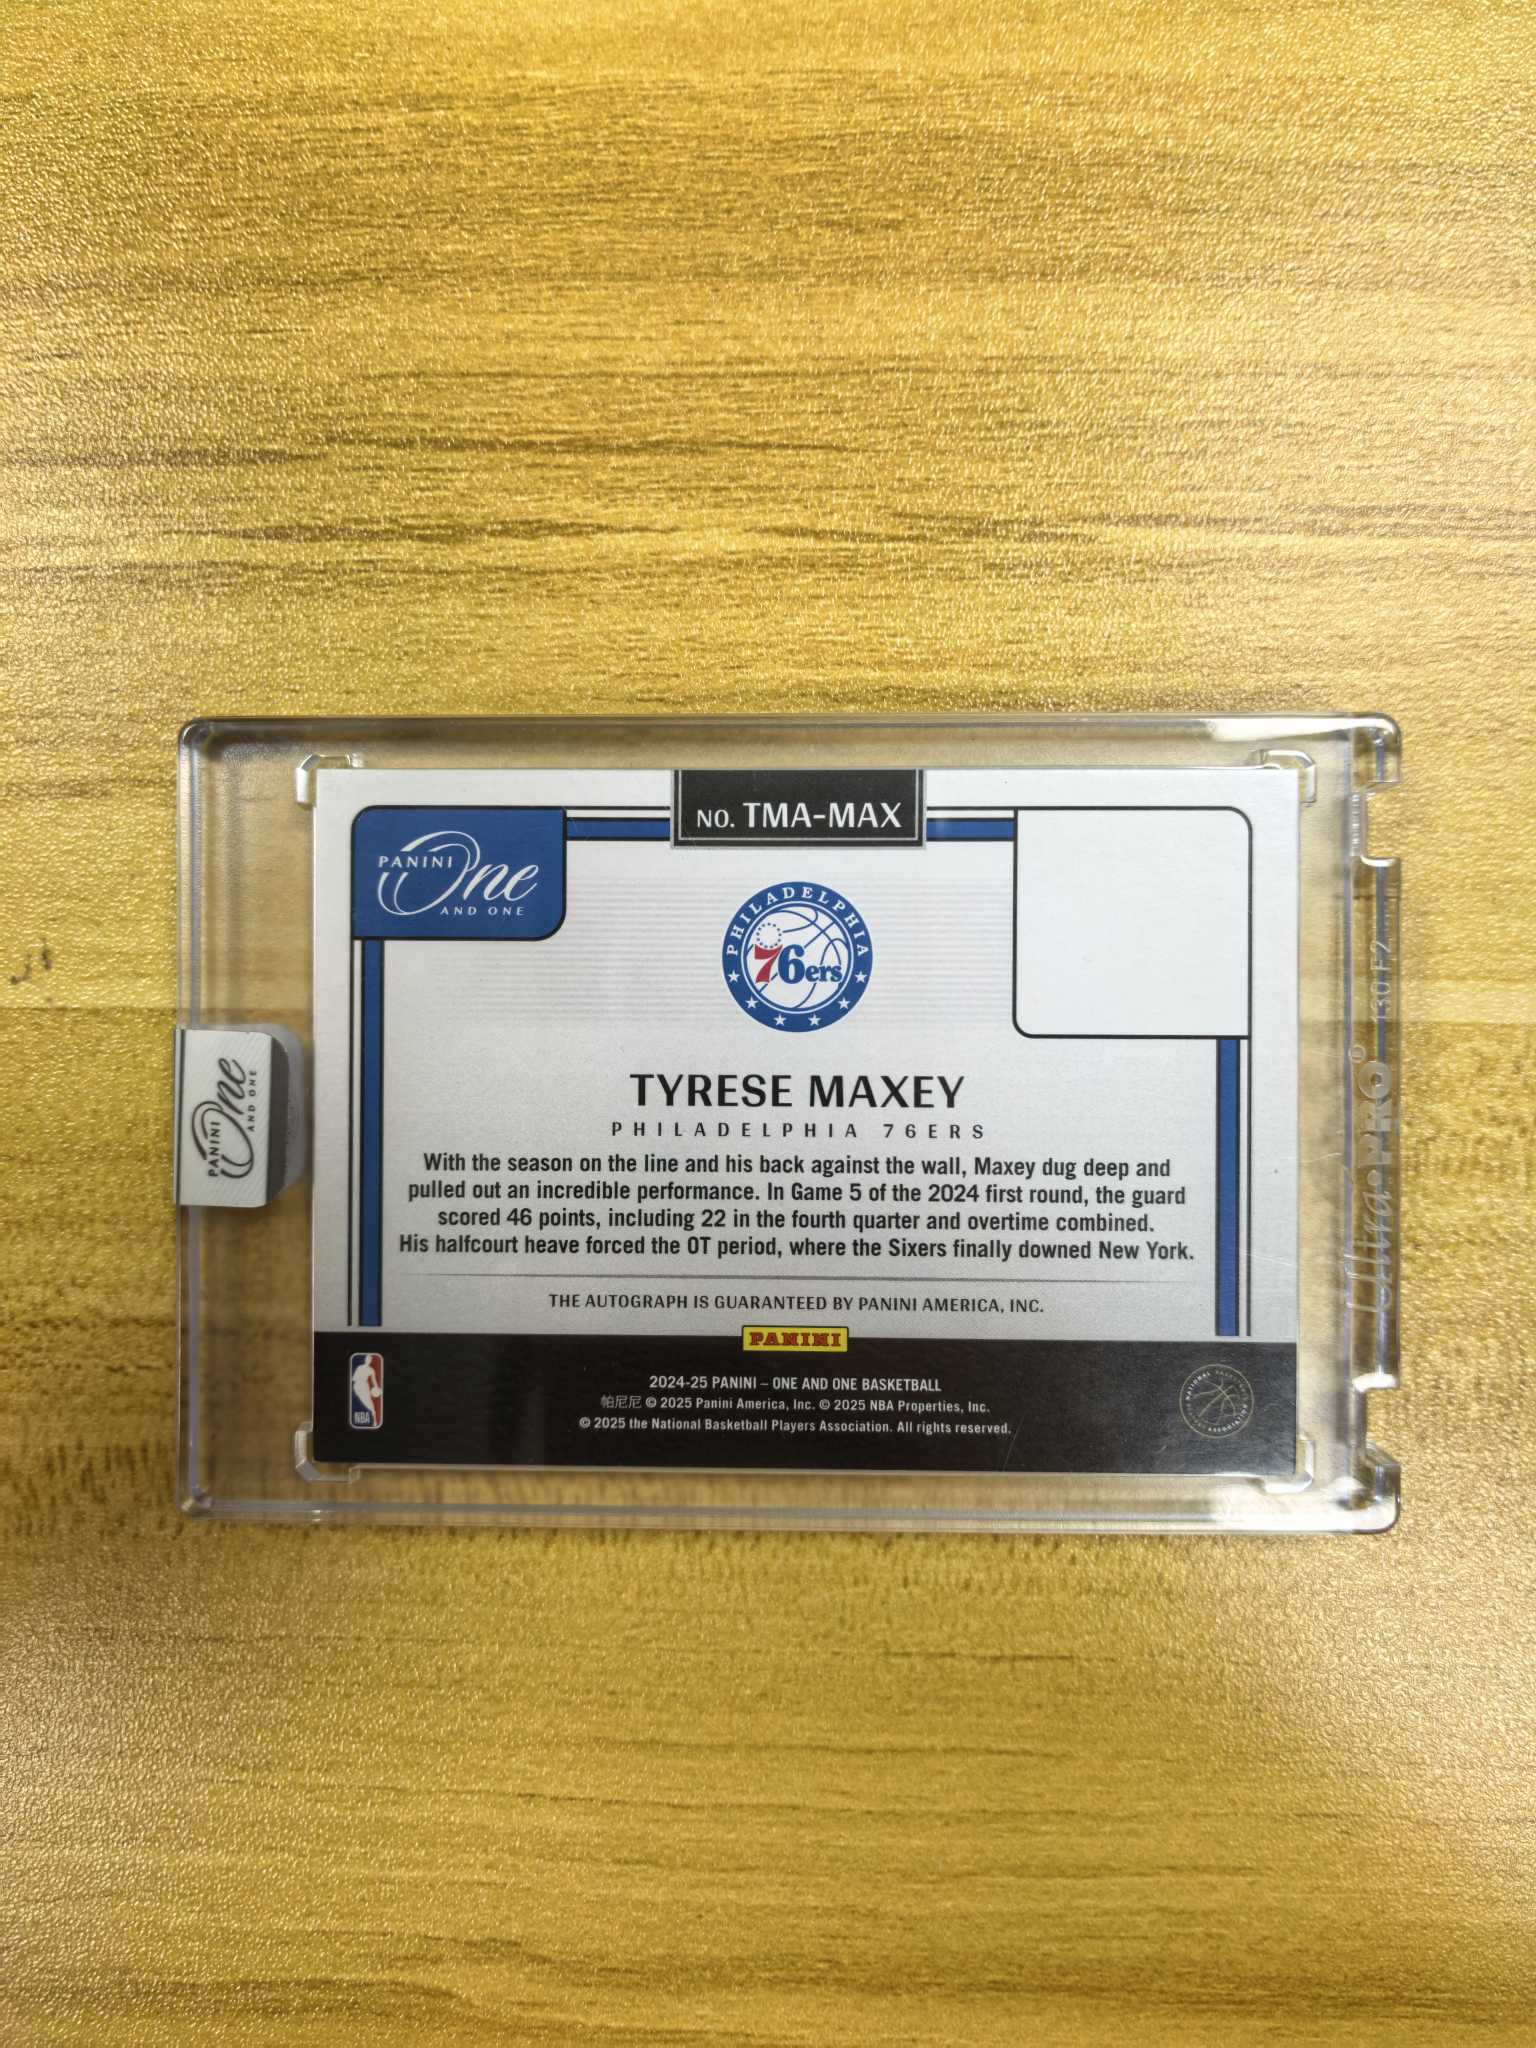 NO. TMA-MAX
PANINI
One
AND ONE
PHILADELPHIA
76ers
TYRESE MAXEY
PHILADELPHIA 76ERS
With the season on the line and his back against the wall, Maxey dug deep and
pulled out an incredible performance. In Game 5 of the 2024 first round, the guard
scored 46 points, including 22 in the fourth quarter and overtime combined.
His halfcourt heave forced the OT period, where the Sixers finally downed New York.
THE AUTOGRAPH IS GUARANTEED BY PANINI AMERICA, INC.
PANINI
NBA
2024-25 PANINI – ONE AND ONE BASKETBALL
帕尼尼 © 2025 Panini America, Inc. © 2025 NBA Properties, Inc.
© 2025 the National Basketball Players Association. All rights reserved.
PANINI
One
AND ONE
Ultra PRO®